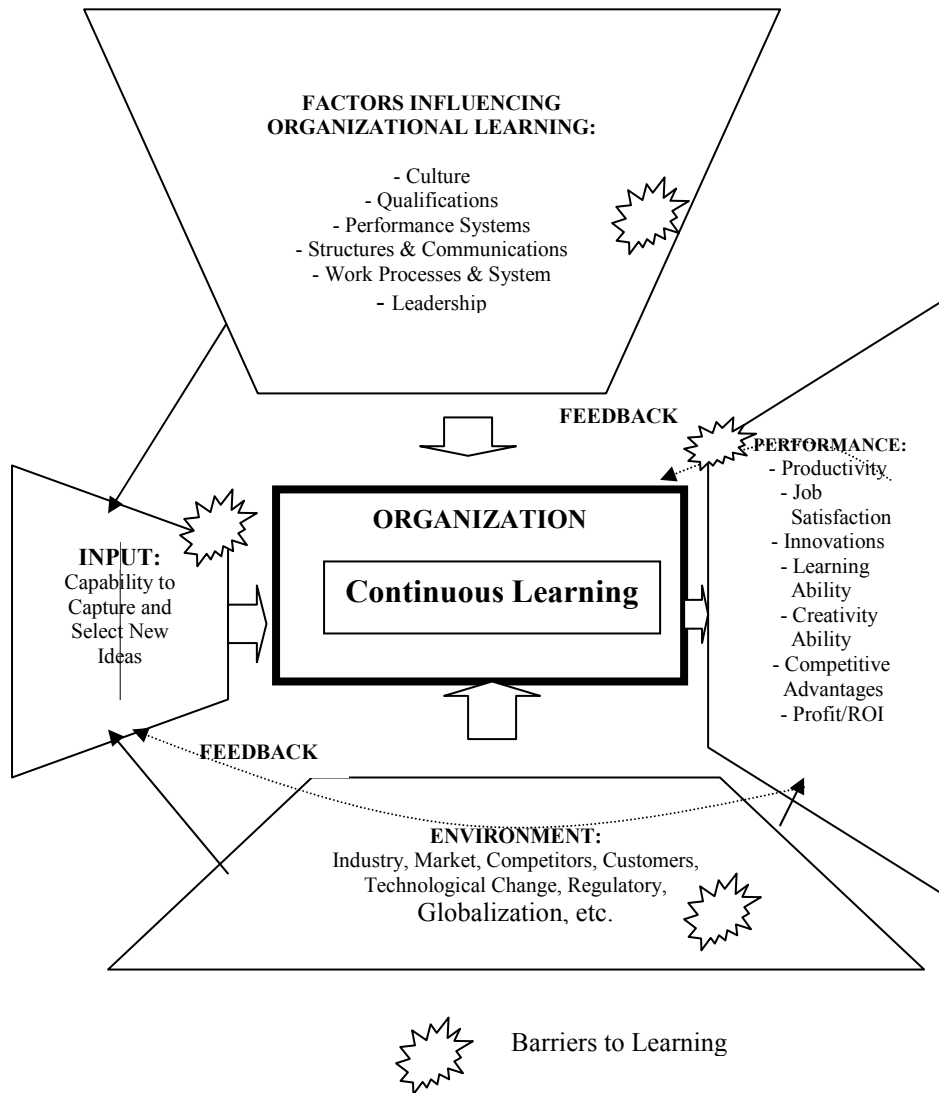 FACTORS INFLUENCING
ORGANIZATIONAL LEARNING:
- Culture
- Qualifications
- Performance Systems
- Structures & Communications
- Work Processes & System
- Leadership
FEEDBACK
PERFORMANCE:
- Productivity
- Job
Satisfaction
- Innovations
- Learning
Ability
- Creativity
Ability
- Competitive
Advantages
- Profit/ROI
ORGANIZATION
Continuous Learning
INPUT:
Capability to
Capture and
Select New
Ideas
FEEDBACK
ENVIRONMENT:
Industry, Market, Competitors, Customers,
Technological Change, Regulatory,
Globalization, etc.
Barriers to Learning